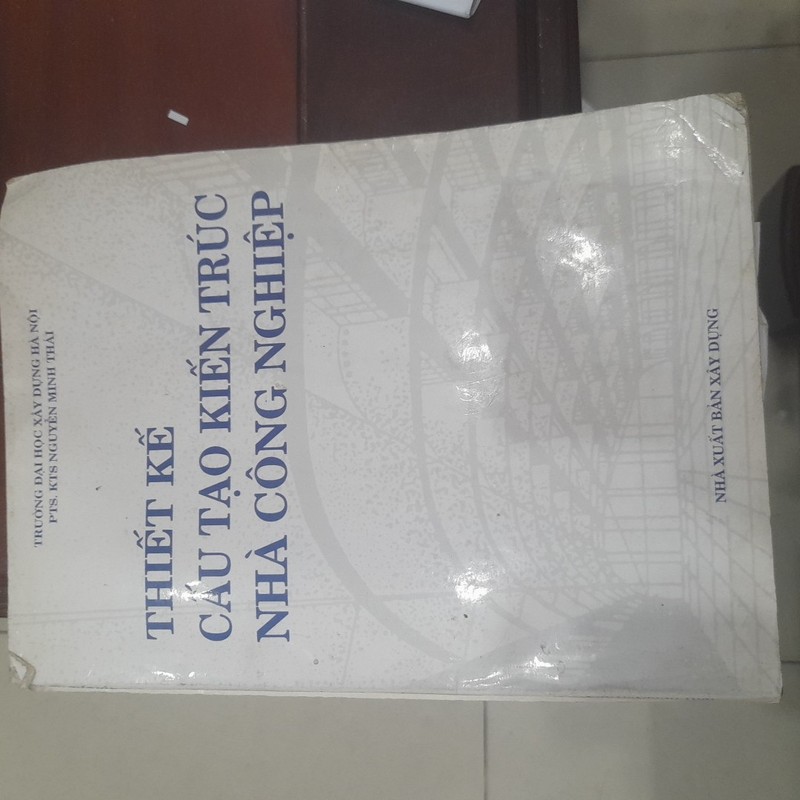 TRƯỜNG ĐẠI HỌC XÂY DỰNG HÀ NỘI
PTS. KTS NGUYỄN MINH THÁI
THIẾT KẾ
CẤU TẠO KIẾN TRÚC
NHÀ CÔNG NGHIỆP
NHÀ XUẤT BẢN XÂY DỰNG